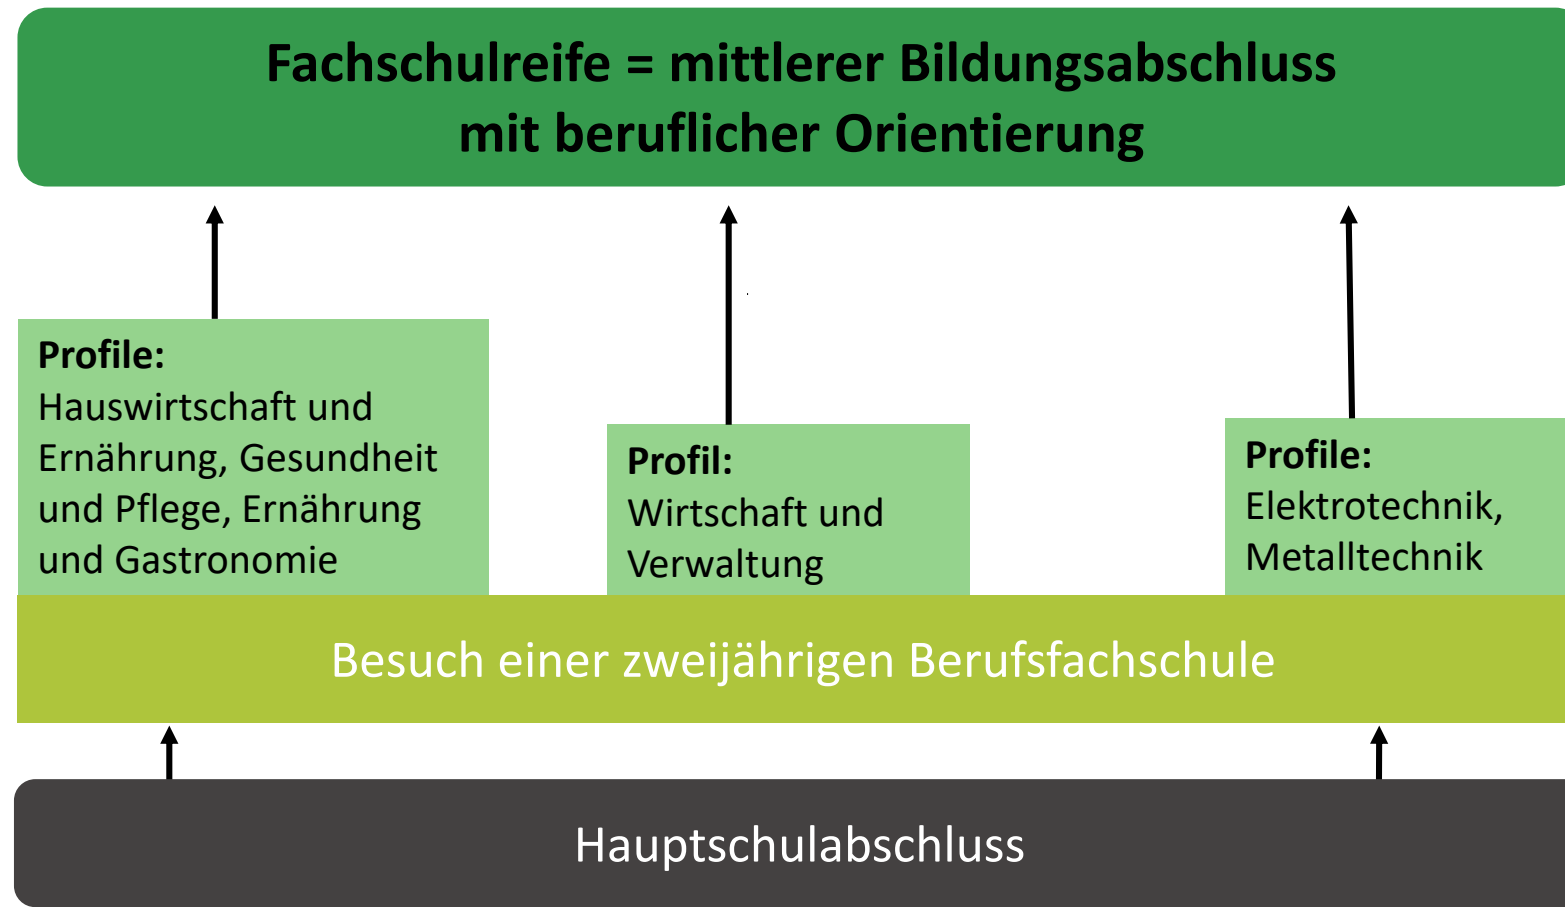 Fachschulreife = mittlerer Bildungsabschluss
mit beruflicher Orientierung
Profile:
Hauswirtschaft und
Ernährung, Gesundheit
und Pflege, Ernährung
und Gastronomie
Profil:
Wirtschaft und
Verwaltung
Profile:
Elektrotechnik,
Metalltechnik
Besuch einer zweijährigen Berufsfachschule
Hauptschulabschluss